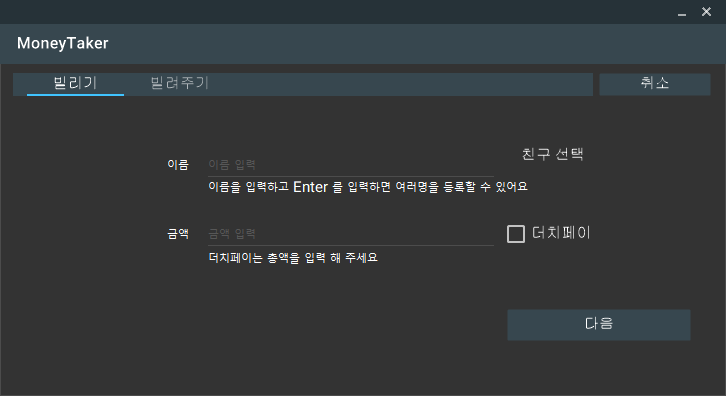 MoneyTaker
빌리기 빌려주기 취소
친구 선택
이름 이름 입력
이름을 입력하고 Enter 를 입력하면 여러명을 등록할 수 있어요
금액 금액 입력 더치페이
더치페이는 총액을 입력 해 주세요
다음